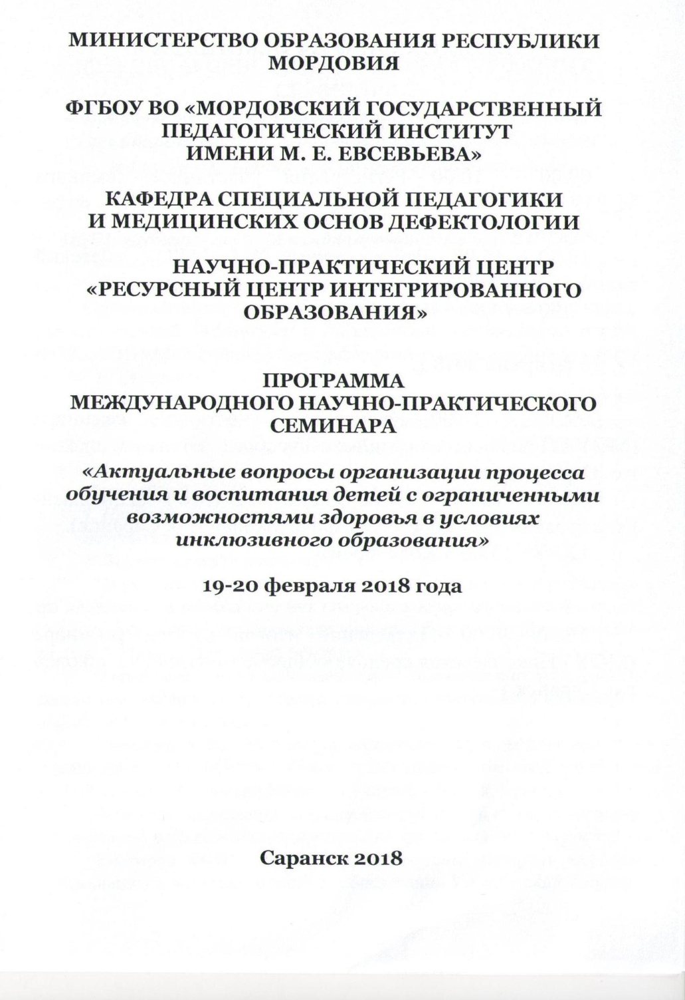 МИНИСТЕРСТВО ОБРАЗОВАНИЯ РЕСПУБЛИКИ
МОРДОВИЯ
ФГБОУ ВО «МОРДОВСКИЙ ГОСУДАРСТВЕННЫЙ
ПЕДАГОГИЧЕСКИЙ ИНСТИТУТ
ИМЕНИ М. Е. ЕВСЕВЬЕВА»
КАФЕДРА СПЕЦИАЛЬНОЙ ПЕДАГОГИКИ
И МЕДИЦИНСКИХ ОСНОВ ДЕФЕКТОЛОГИИ
НАУЧНО-ПРАКТИЧЕСКИЙ ЦЕНТР
«РЕСУРСНЫЙ ЦЕНТР ИНТЕГРИРОВАННОГО
ОБРАЗОВАНИЯ»
ПРОГРАММА
МЕЖДУНАРОДНОГО НАУЧНО-ПРАКТИЧЕСКОГО
СЕМИНАРА
«Актуальные вопросы организации процесса
обучения и воспитания детей с ограниченными
возможностями здоровья в условиях
инклюзивного образования»
19-20 февраля 2018 года
Саранск 2018